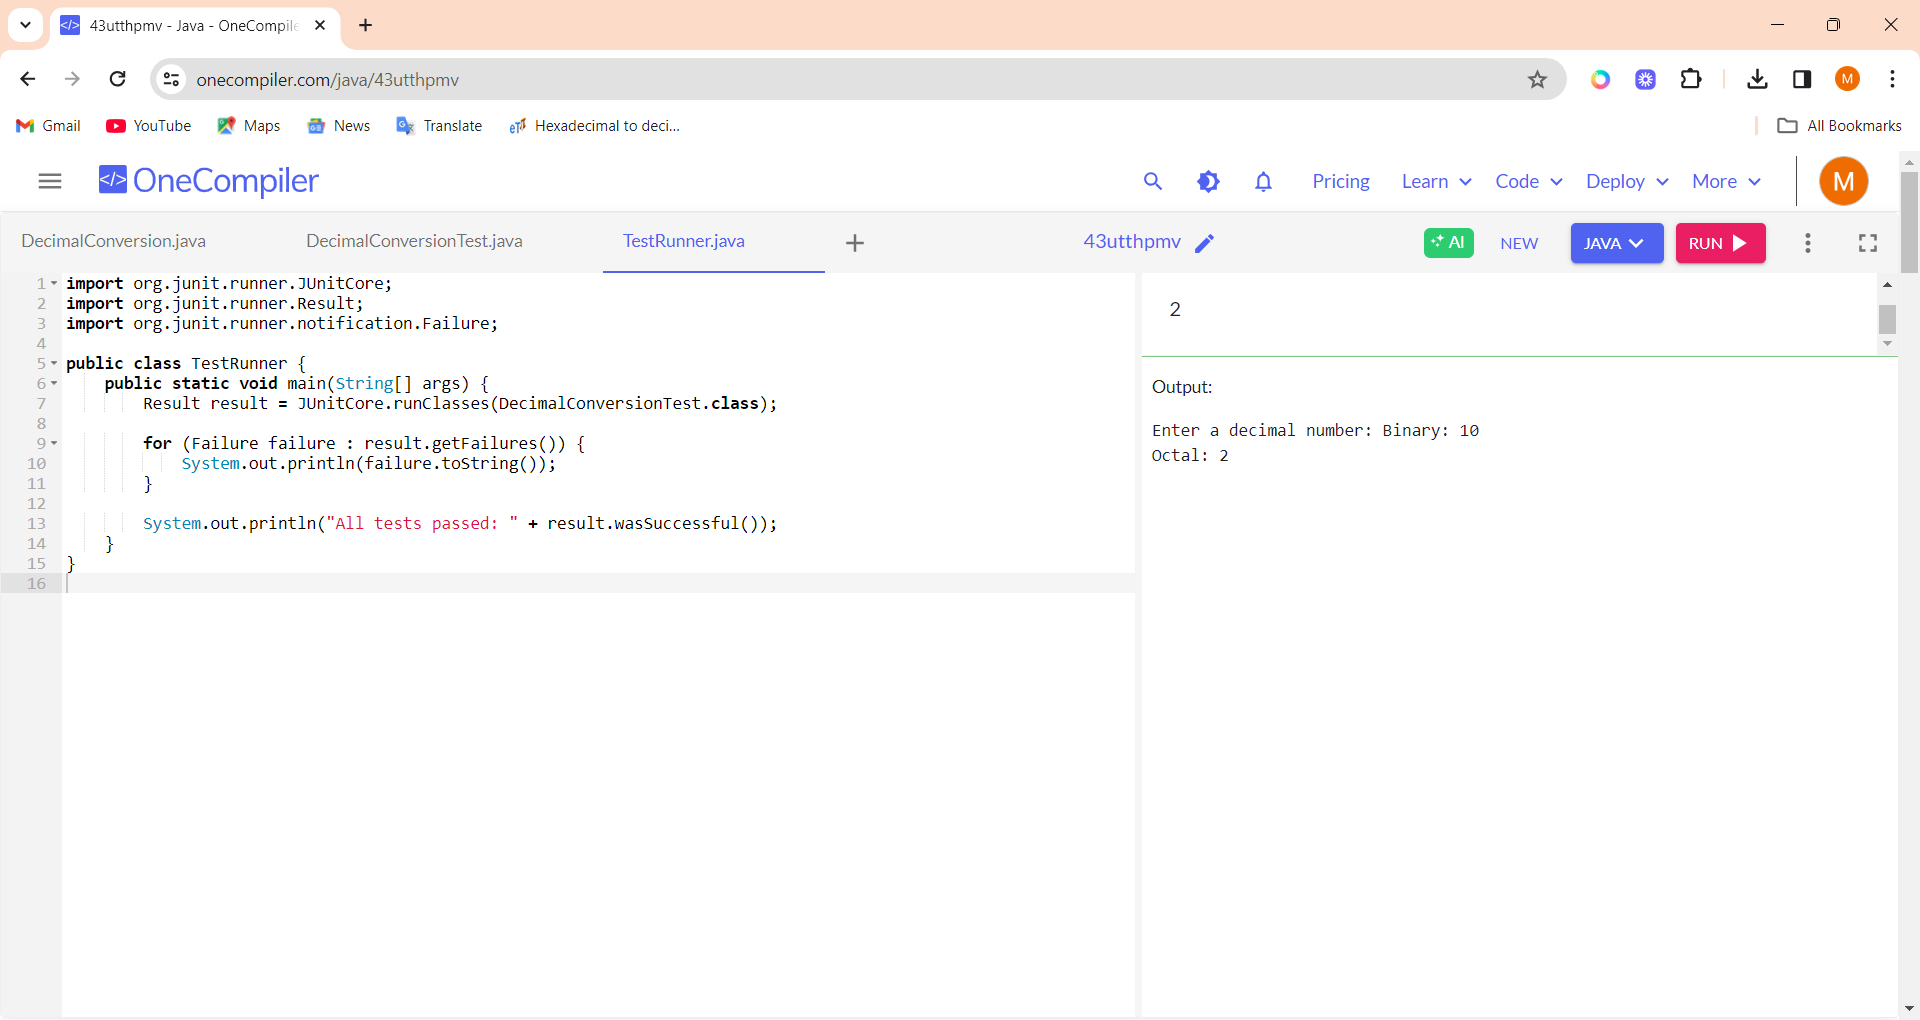 43utthpmv - Java - OneCompile
onecompiler.com/java/43utthpmv
M
Gmail YouTube Maps News Translate Hexadecimal to deci... All Bookmarks
</> OneCompiler Pricing Learn Code Deploy More M
DecimalConversion.java DecimalConversionTest.java TestRunner.java + 43utthpmv AI NEW JAVA RUN
1 import org.junit.runner.JUnitCore;
2 import org.junit.runner.Result;
3 import org.junit.runner.notification.Failure;
4
5 public class TestRunner {
6     public static void main(String[] args) {
7         Result result = JUnitCore.runClasses(DecimalConversionTest.class);
8
9         for (Failure failure : result.getFailures()) {
10             System.out.println(failure.toString());
11         }
12
13         System.out.println("All tests passed: " + result.wasSuccessful());
14     }
15 }
16
2
Output:
Enter a decimal number: Binary: 10
Octal: 2